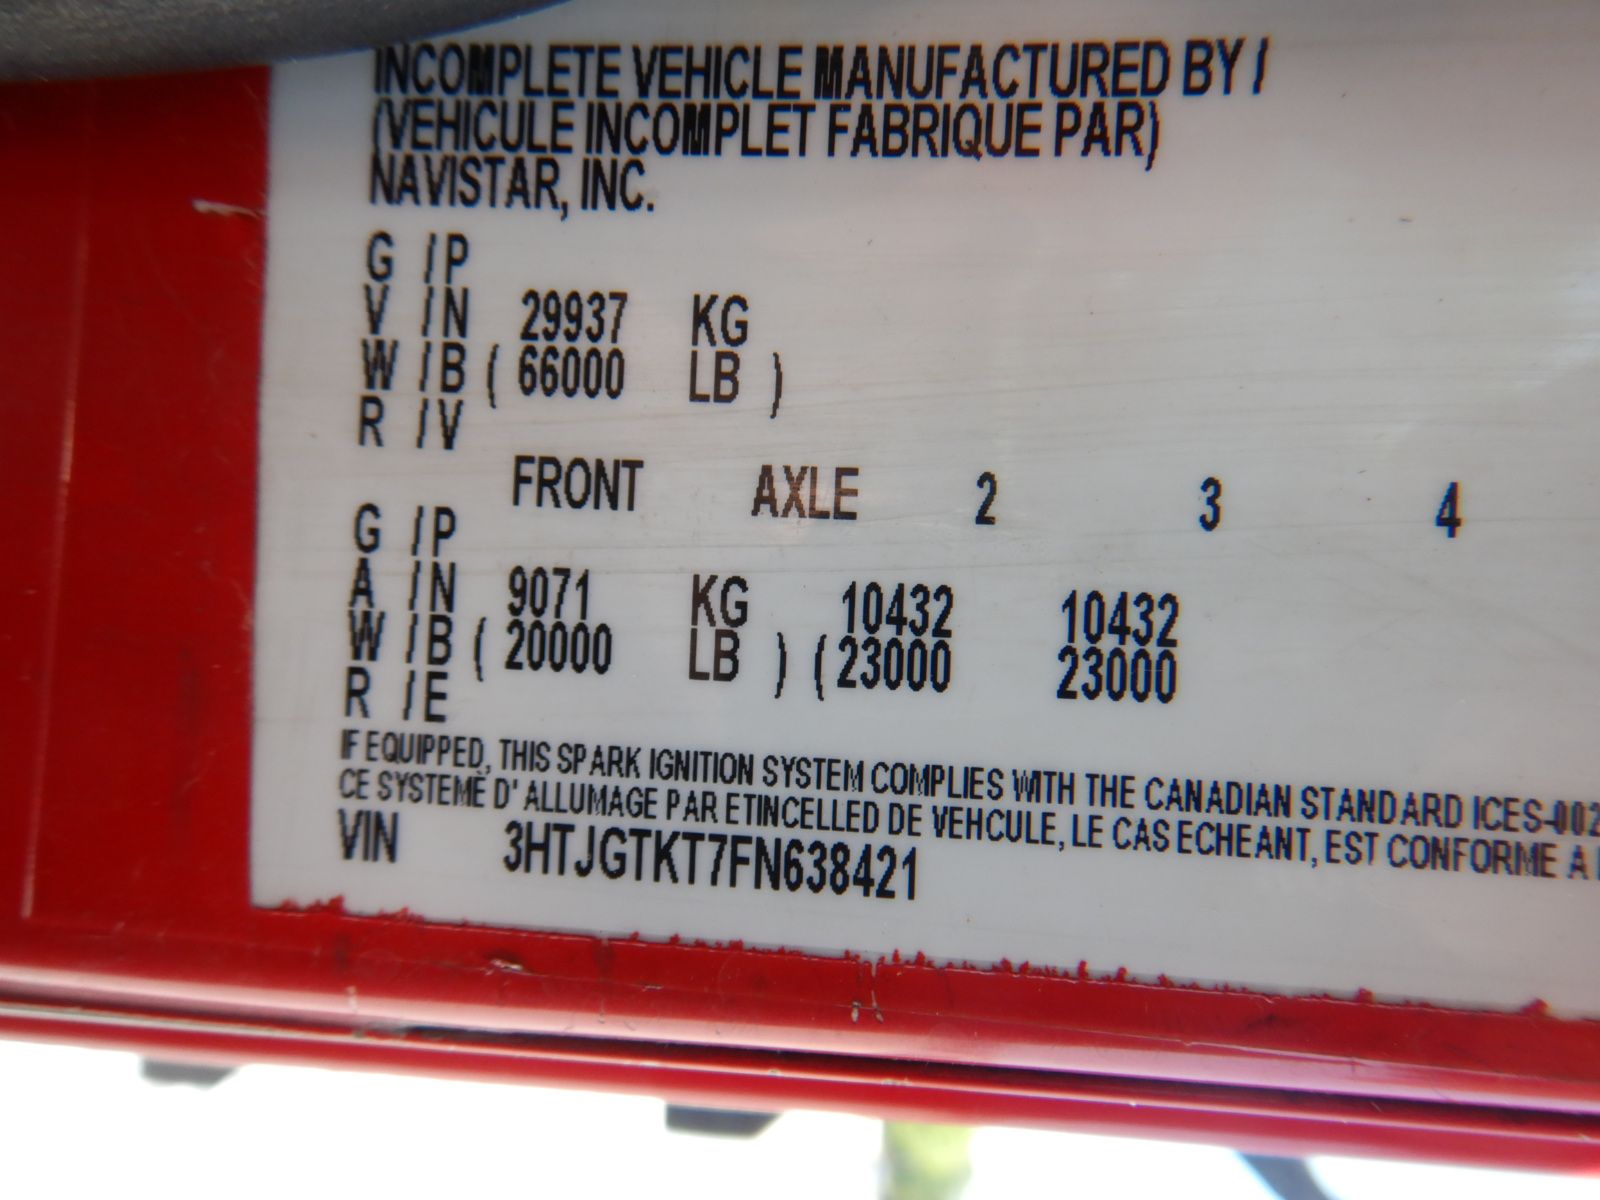 INCOMPLETE VEHICLE MANUFACTURED BY /
(VEHICULE INCOMPLET FABRIQUE PAR)
NAVISTAR, INC.
G /P
V /N 29937 KG
W /B ( 66000 LB )
R /V
FRONT AXLE 2 3 4
G /P
A /N 9071 KG 10432 10432
W /B ( 20000 LB ) ( 23000 23000
R /E
IF EQUIPPED, THIS SPARK IGNITION SYSTEM COMPLIES WITH THE CANADIAN STANDARD ICES-002
CE SYSTEME D' ALLUMAGE PAR ETINCELLED DE VEHCULE, LE CAS ECHEANT, EST CONFORME A
VIN 3HTJGTKT7FN638421